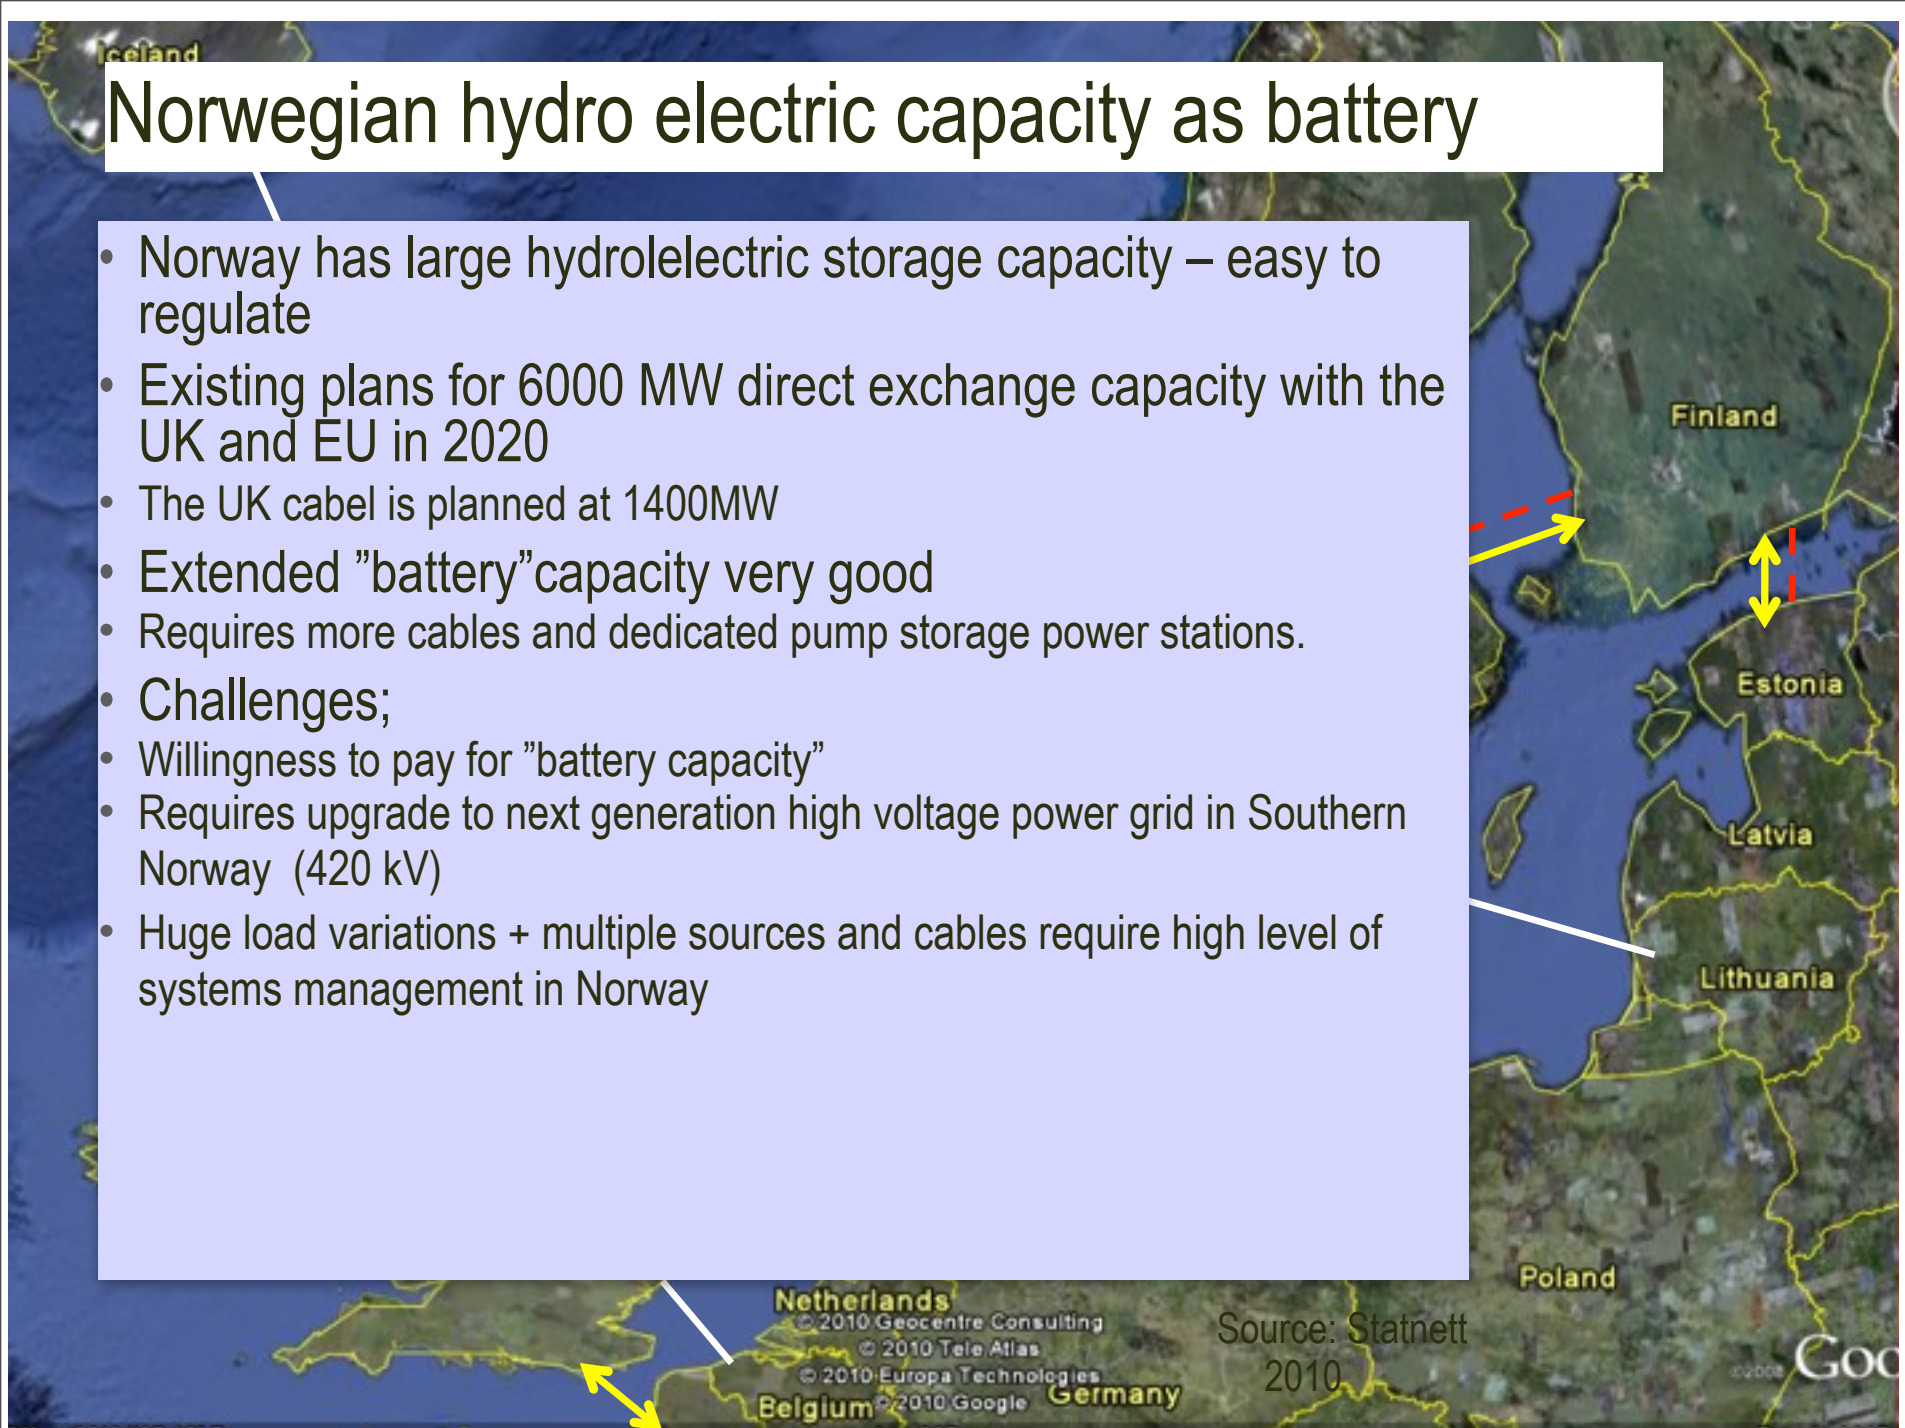 Iceland
Norwegian hydro electric capacity as battery
• Norway has large hydrolelectric storage capacity – easy to
regulate
• Existing plans for 6000 MW direct exchange capacity with the
UK and EU in 2020
• The UK cabel is planned at 1400MW
• Extended ”battery”capacity very good
• Requires more cables and dedicated pump storage power stations.
• Challenges;
• Willingness to pay for ”battery capacity”
• Requires upgrade to next generation high voltage power grid in Southern
Norway (420 kV)
• Huge load variations + multiple sources and cables require high level of
systems management in Norway
Finland
Estonia
Latvia
Lithuania
Poland
Netherlands
© 2010 Geocentre Consulting
© 2010 Tele Atlas
© 2010 Europa Technologies
© 2010 Google
Belgium
Germany
Source: Statnett
2010
©2008
Goo